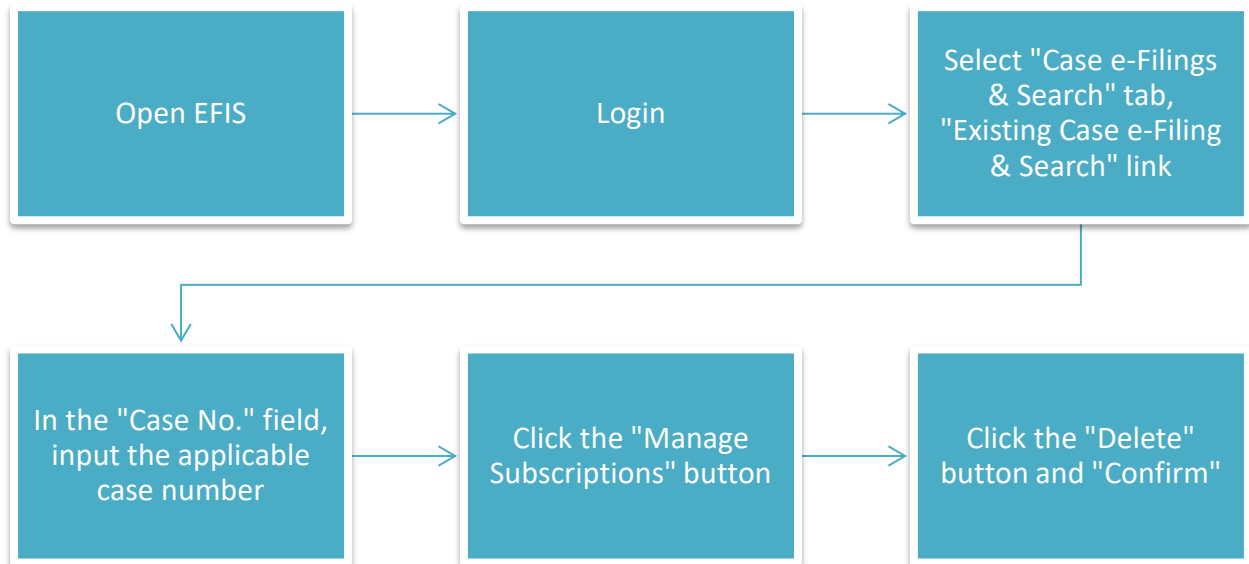 Open EFIS
Login
Select "Case e-Filings
& Search" tab,
"Existing Case e-Filing
& Search" link
In the "Case No." field,
input the applicable
case number
Click the "Manage
Subscriptions" button
Click the "Delete"
button and "Confirm"